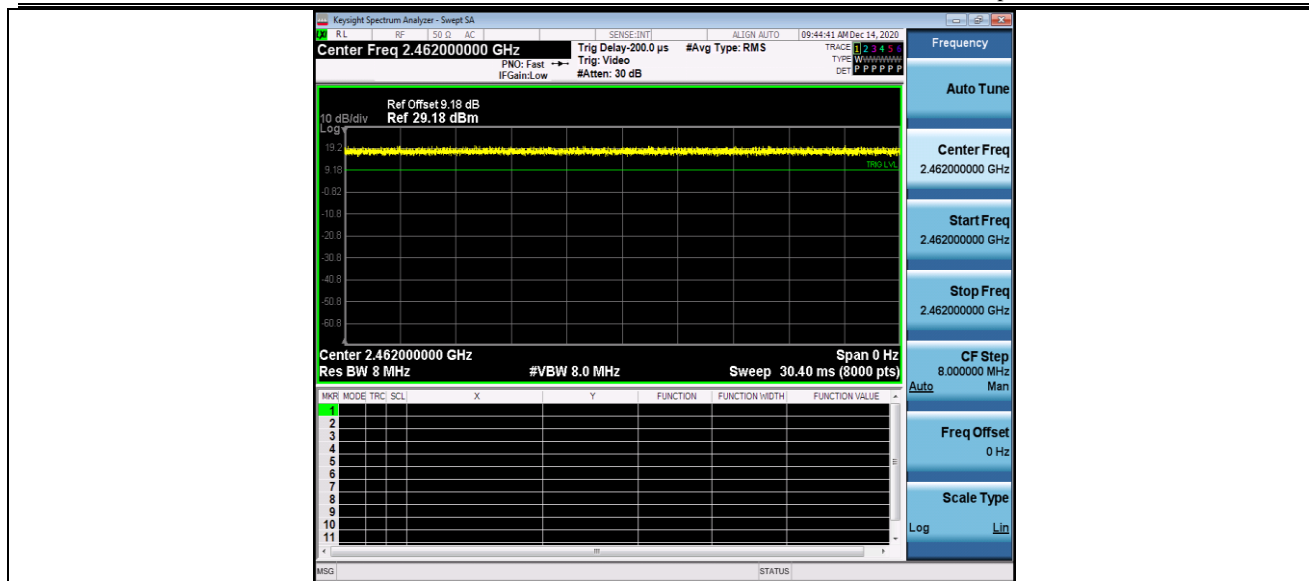 Keysight Spectrum Analyzer - Swept SA
RL RF 50 Ω AC SENSE:INT ALIGN AUTO 09:44:41 AM Dec 14, 2020
Center Freq 2.462000000 GHz
PNO: Fast
IFGain:Low
Trig Delay-200.0 µs
Trig: Video
#Atten: 30 dB
#Avg Type: RMS
TRACE 1 2 3 4 5 6
TYPE WWWWWW
DET P P P P P P
Ref Offset 9.18 dB
10 dB/div Ref 29.18 dBm
Log
19.2
9.18
TRIG LVL
-0.82
-10.8
-20.8
-30.8
-40.8
-50.8
-60.8
Center 2.462000000 GHz Span 0 Hz
Res BW 8 MHz #VBW 8.0 MHz Sweep 30.40 ms (8000 pts)
MKR MODE TRC SCL X Y FUNCTION FUNCTION WIDTH FUNCTION VALUE
1
2
3
4
5
6
7
8
9
10
11
MSG STATUS
Frequency
Auto Tune
Center Freq
2.462000000 GHz
Start Freq
2.462000000 GHz
Stop Freq
2.462000000 GHz
CF Step
8.000000 MHz
Auto Man
Freq Offset
0 Hz
Scale Type
Log Lin